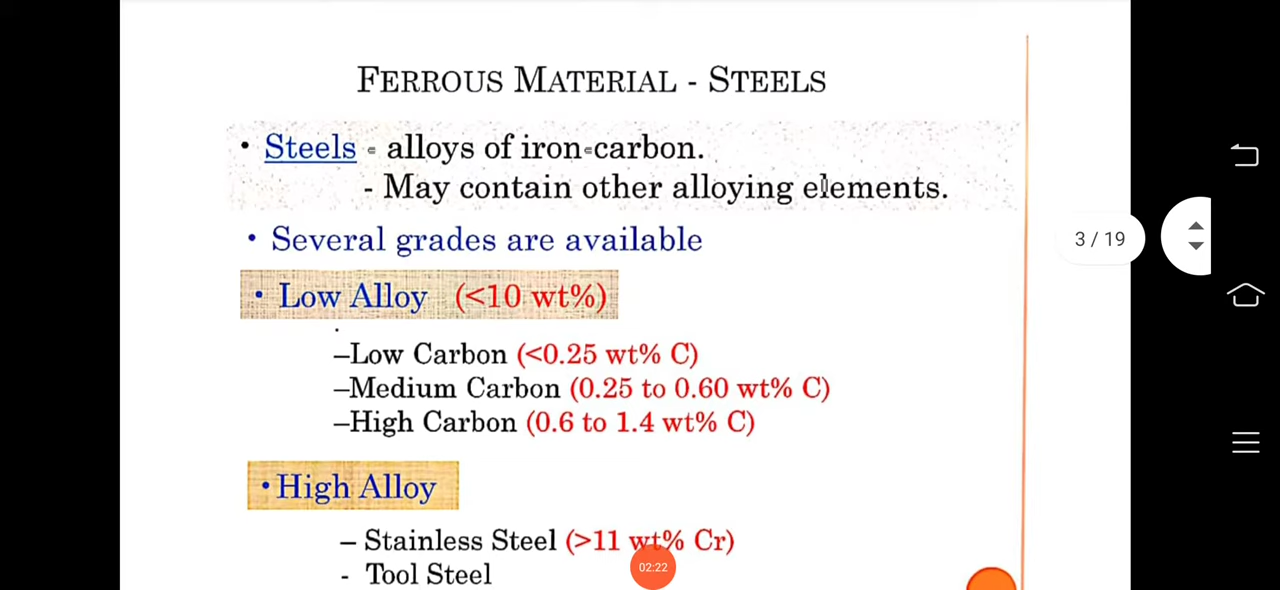 FERROUS MATERIAL - STEELS
• Steels - alloys of iron-carbon.
- May contain other alloying elements.
• Several grades are available
• Low Alloy (<10 wt%)
–Low Carbon (<0.25 wt% C)
–Medium Carbon (0.25 to 0.60 wt% C)
–High Carbon (0.6 to 1.4 wt% C)
• High Alloy
– Stainless Steel (>11 wt% Cr)
- Tool Steel
3 / 19
02:22